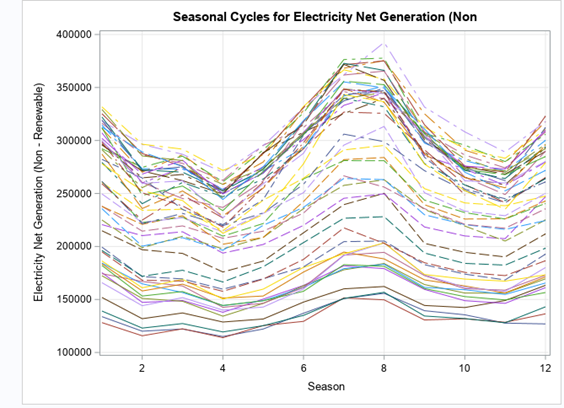 Seasonal Cycles for Electricity Net Generation (Non
400000
350000
300000
250000
200000
150000
100000
Electricity Net Generation (Non - Renewable)
2 4 6 8 10 12
Season